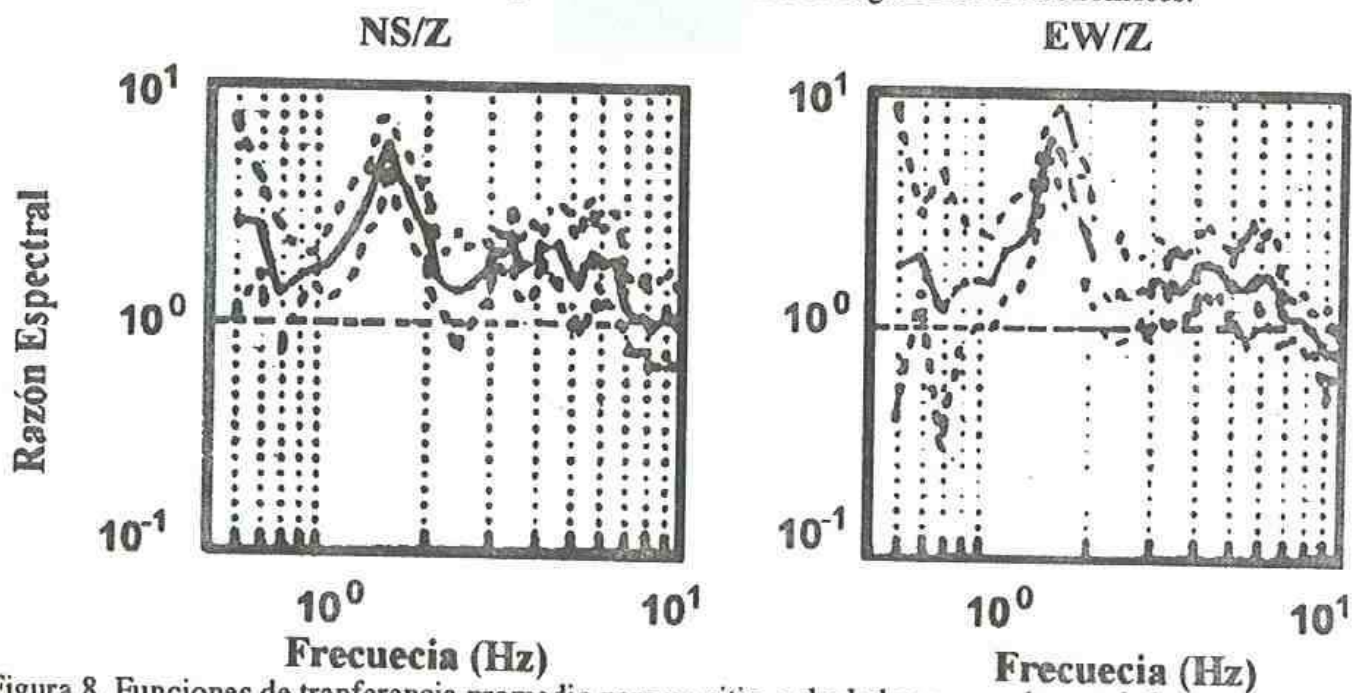 NS/Z
EW/Z
Razón Espectral
10¹
10⁰
10⁻¹
10⁰
10¹
Frecuecia (Hz)
10¹
10⁰
10⁻¹
10⁰
10¹
Frecuecia (Hz)
Figura 8. Funciones de tranferancia promedio